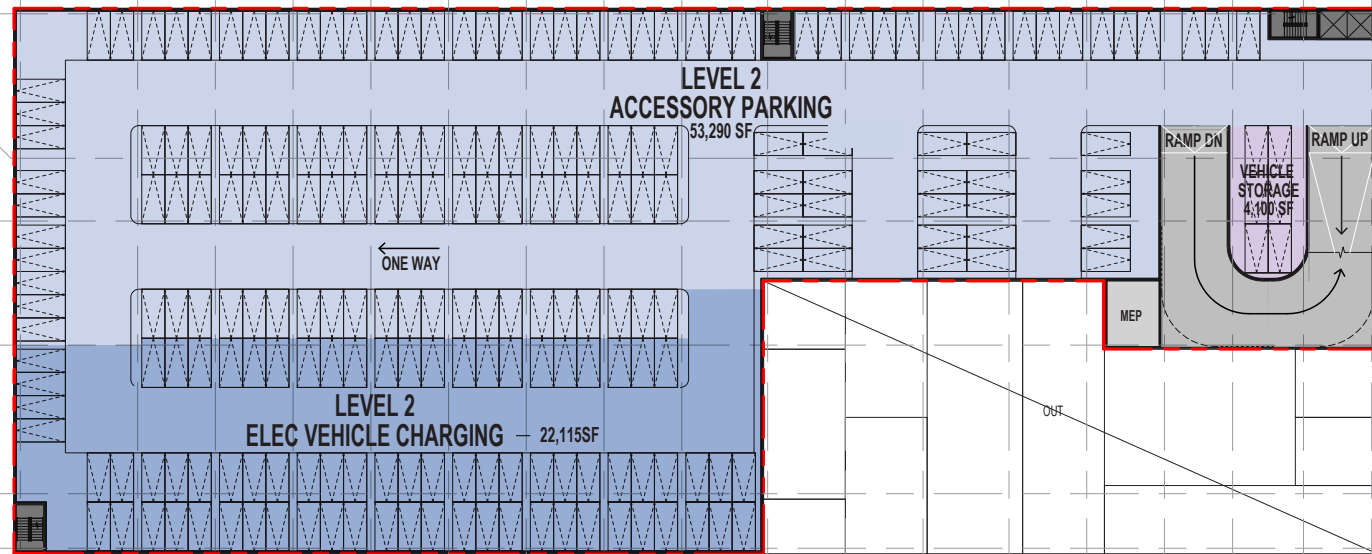 LEVEL 2
ACCESSORY PARKING
53,290 SF
RAMP DN
RAMP UP
VEHICLE
STORAGE
4,100 SF
ONE WAY
MEP
LEVEL 2
ELEC VEHICLE CHARGING — 22,115SF
OUT